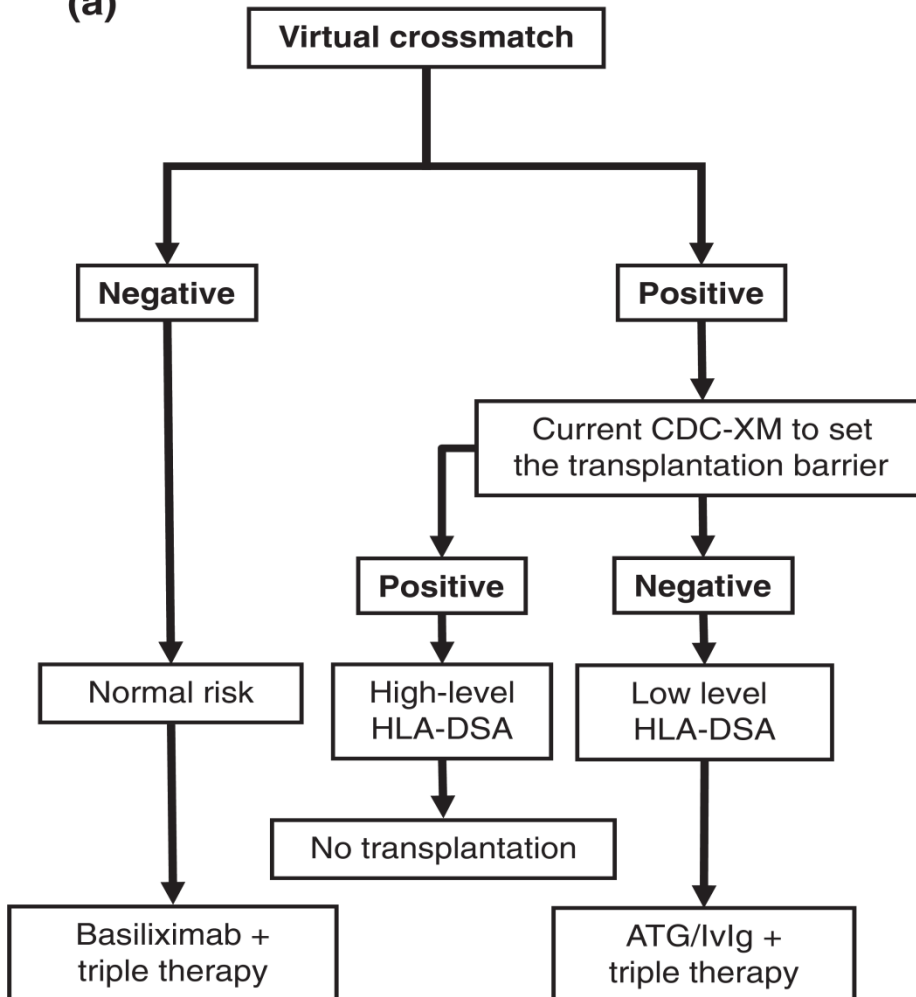 (a)
Virtual crossmatch
Negative
Positive
Current CDC-XM to set
the transplantation barrier
Positive
Negative
Normal risk
High-level
HLA-DSA
Low level
HLA-DSA
No transplantation
Basiliximab +
triple therapy
ATG/IvIg +
triple therapy